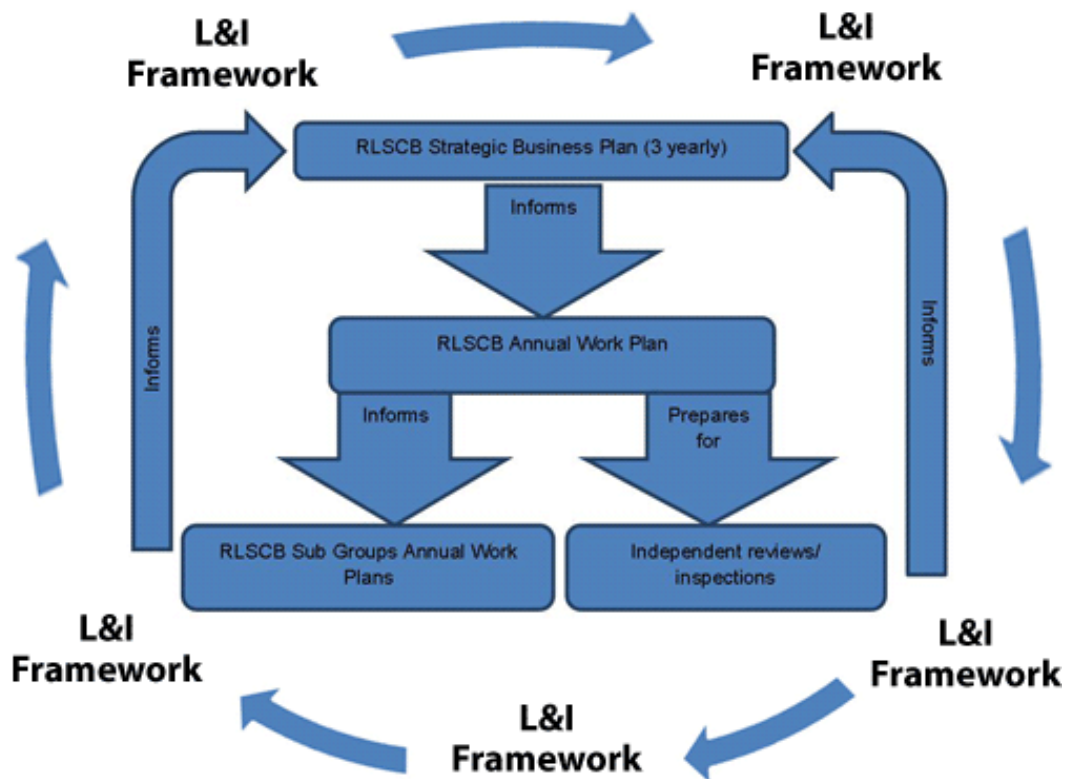 L&I
Framework
L&I
Framework
RLSCB Strategic Business Plan (3 yearly)
Informs
Informs
Informs
RLSCB Annual Work Plan
Informs
Prepares
for
RLSCB Sub Groups Annual Work
Plans
Independent reviews/
inspections
L&I
Framework
L&I
Framework
L&I
Framework